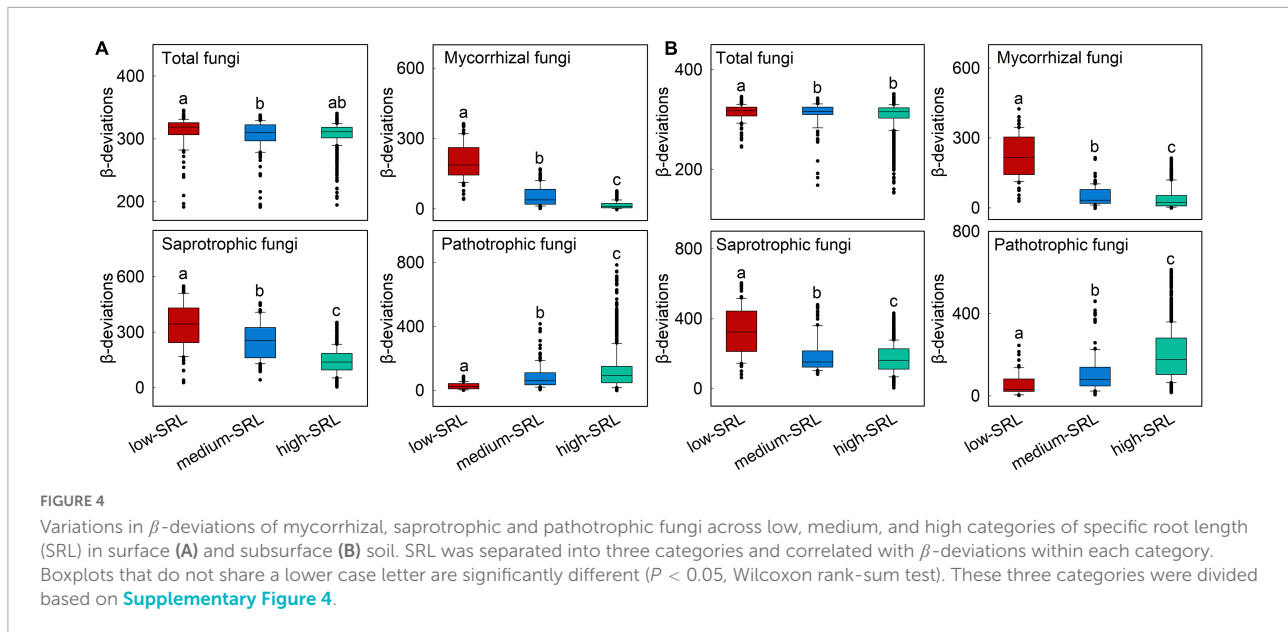 A
B
Total fungi
Mycorrhizal fungi
Total fungi
Mycorrhizal fungi
400
300
200
β-deviations
a
b
ab
600
300
0
β-deviations
a
b
c
400
300
200
β-deviations
a
b
b
600
300
0
β-deviations
a
b
c
Saprotrophic fungi
Pathotrophic fungi
Saprotrophic fungi
Pathotrophic fungi
600
300
0
β-deviations
a
b
c
800
400
0
β-deviations
a
b
c
800
400
0
β-deviations
a
b
c
800
400
0
β-deviations
a
b
c
low-SRL
medium-SRL
high-SRL
low-SRL
medium-SRL
high-SRL
low-SRL
medium-SRL
high-SRL
low-SRL
medium-SRL
high-SRL
FIGURE 4
Variations in β-deviations of mycorrhizal, saprotrophic and pathotrophic fungi across low, medium, and high categories of specific root length
(SRL) in surface (A) and subsurface (B) soil. SRL was separated into three categories and correlated with β-deviations within each category.
Boxplots that do not share a lower case letter are significantly different (P < 0.05, Wilcoxon rank-sum test). These three categories were divided
based on Supplementary Figure 4.